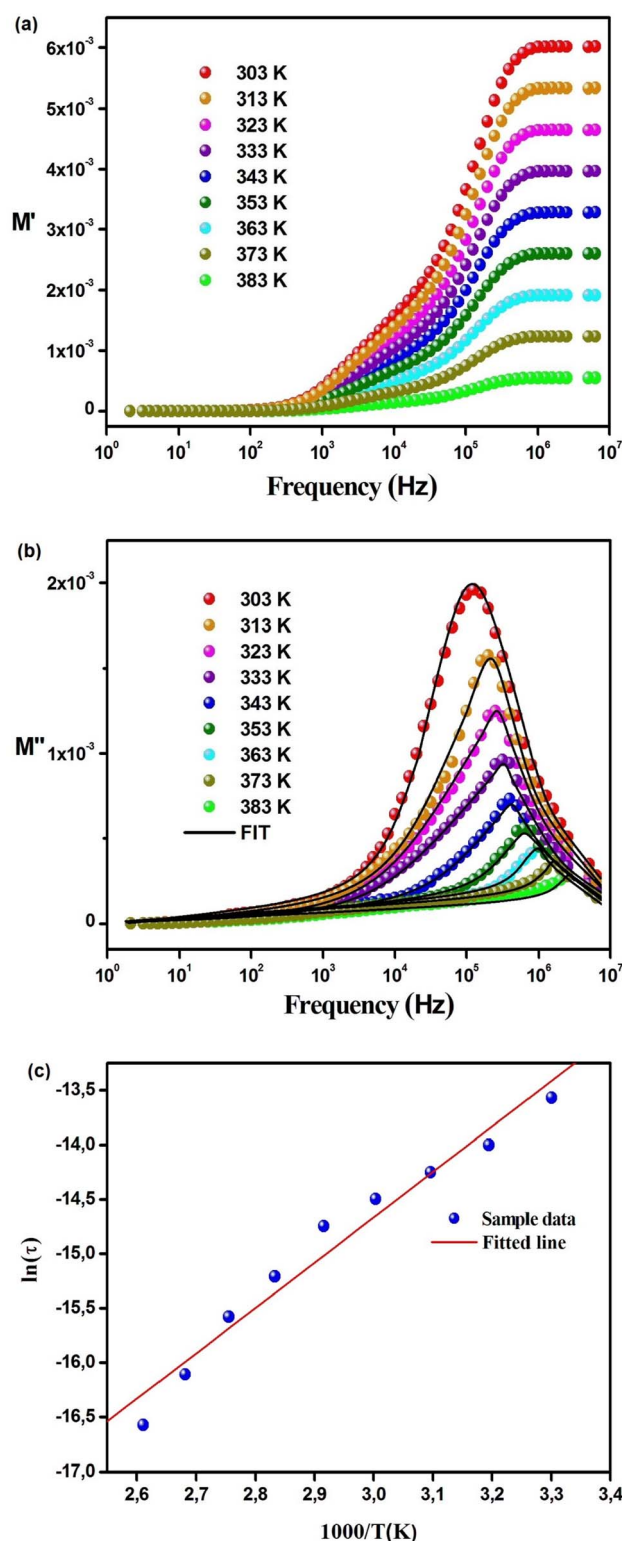 (a)
6x10⁻³
5x10⁻³
4x10⁻³
3x10⁻³
2x10⁻³
1x10⁻³
0
M'
303 K
313 K
323 K
333 K
343 K
353 K
363 K
373 K
383 K
10⁰ 10¹ 10² 10³ 10⁴ 10⁵ 10⁶ 10⁷
Frequency (Hz)
(b)
2x10⁻³
1x10⁻³
0
M"
303 K
313 K
323 K
333 K
343 K
353 K
363 K
373 K
383 K
FIT
10⁰ 10¹ 10² 10³ 10⁴ 10⁵ 10⁶ 10⁷
Frequency (Hz)
(c)
-13,5
-14,0
-14,5
-15,0
-15,5
-16,0
-16,5
-17,0
ln(τ)
Sample data
Fitted line
2,6 2,7 2,8 2,9 3,0 3,1 3,2 3,3 3,4
1000/T(K)